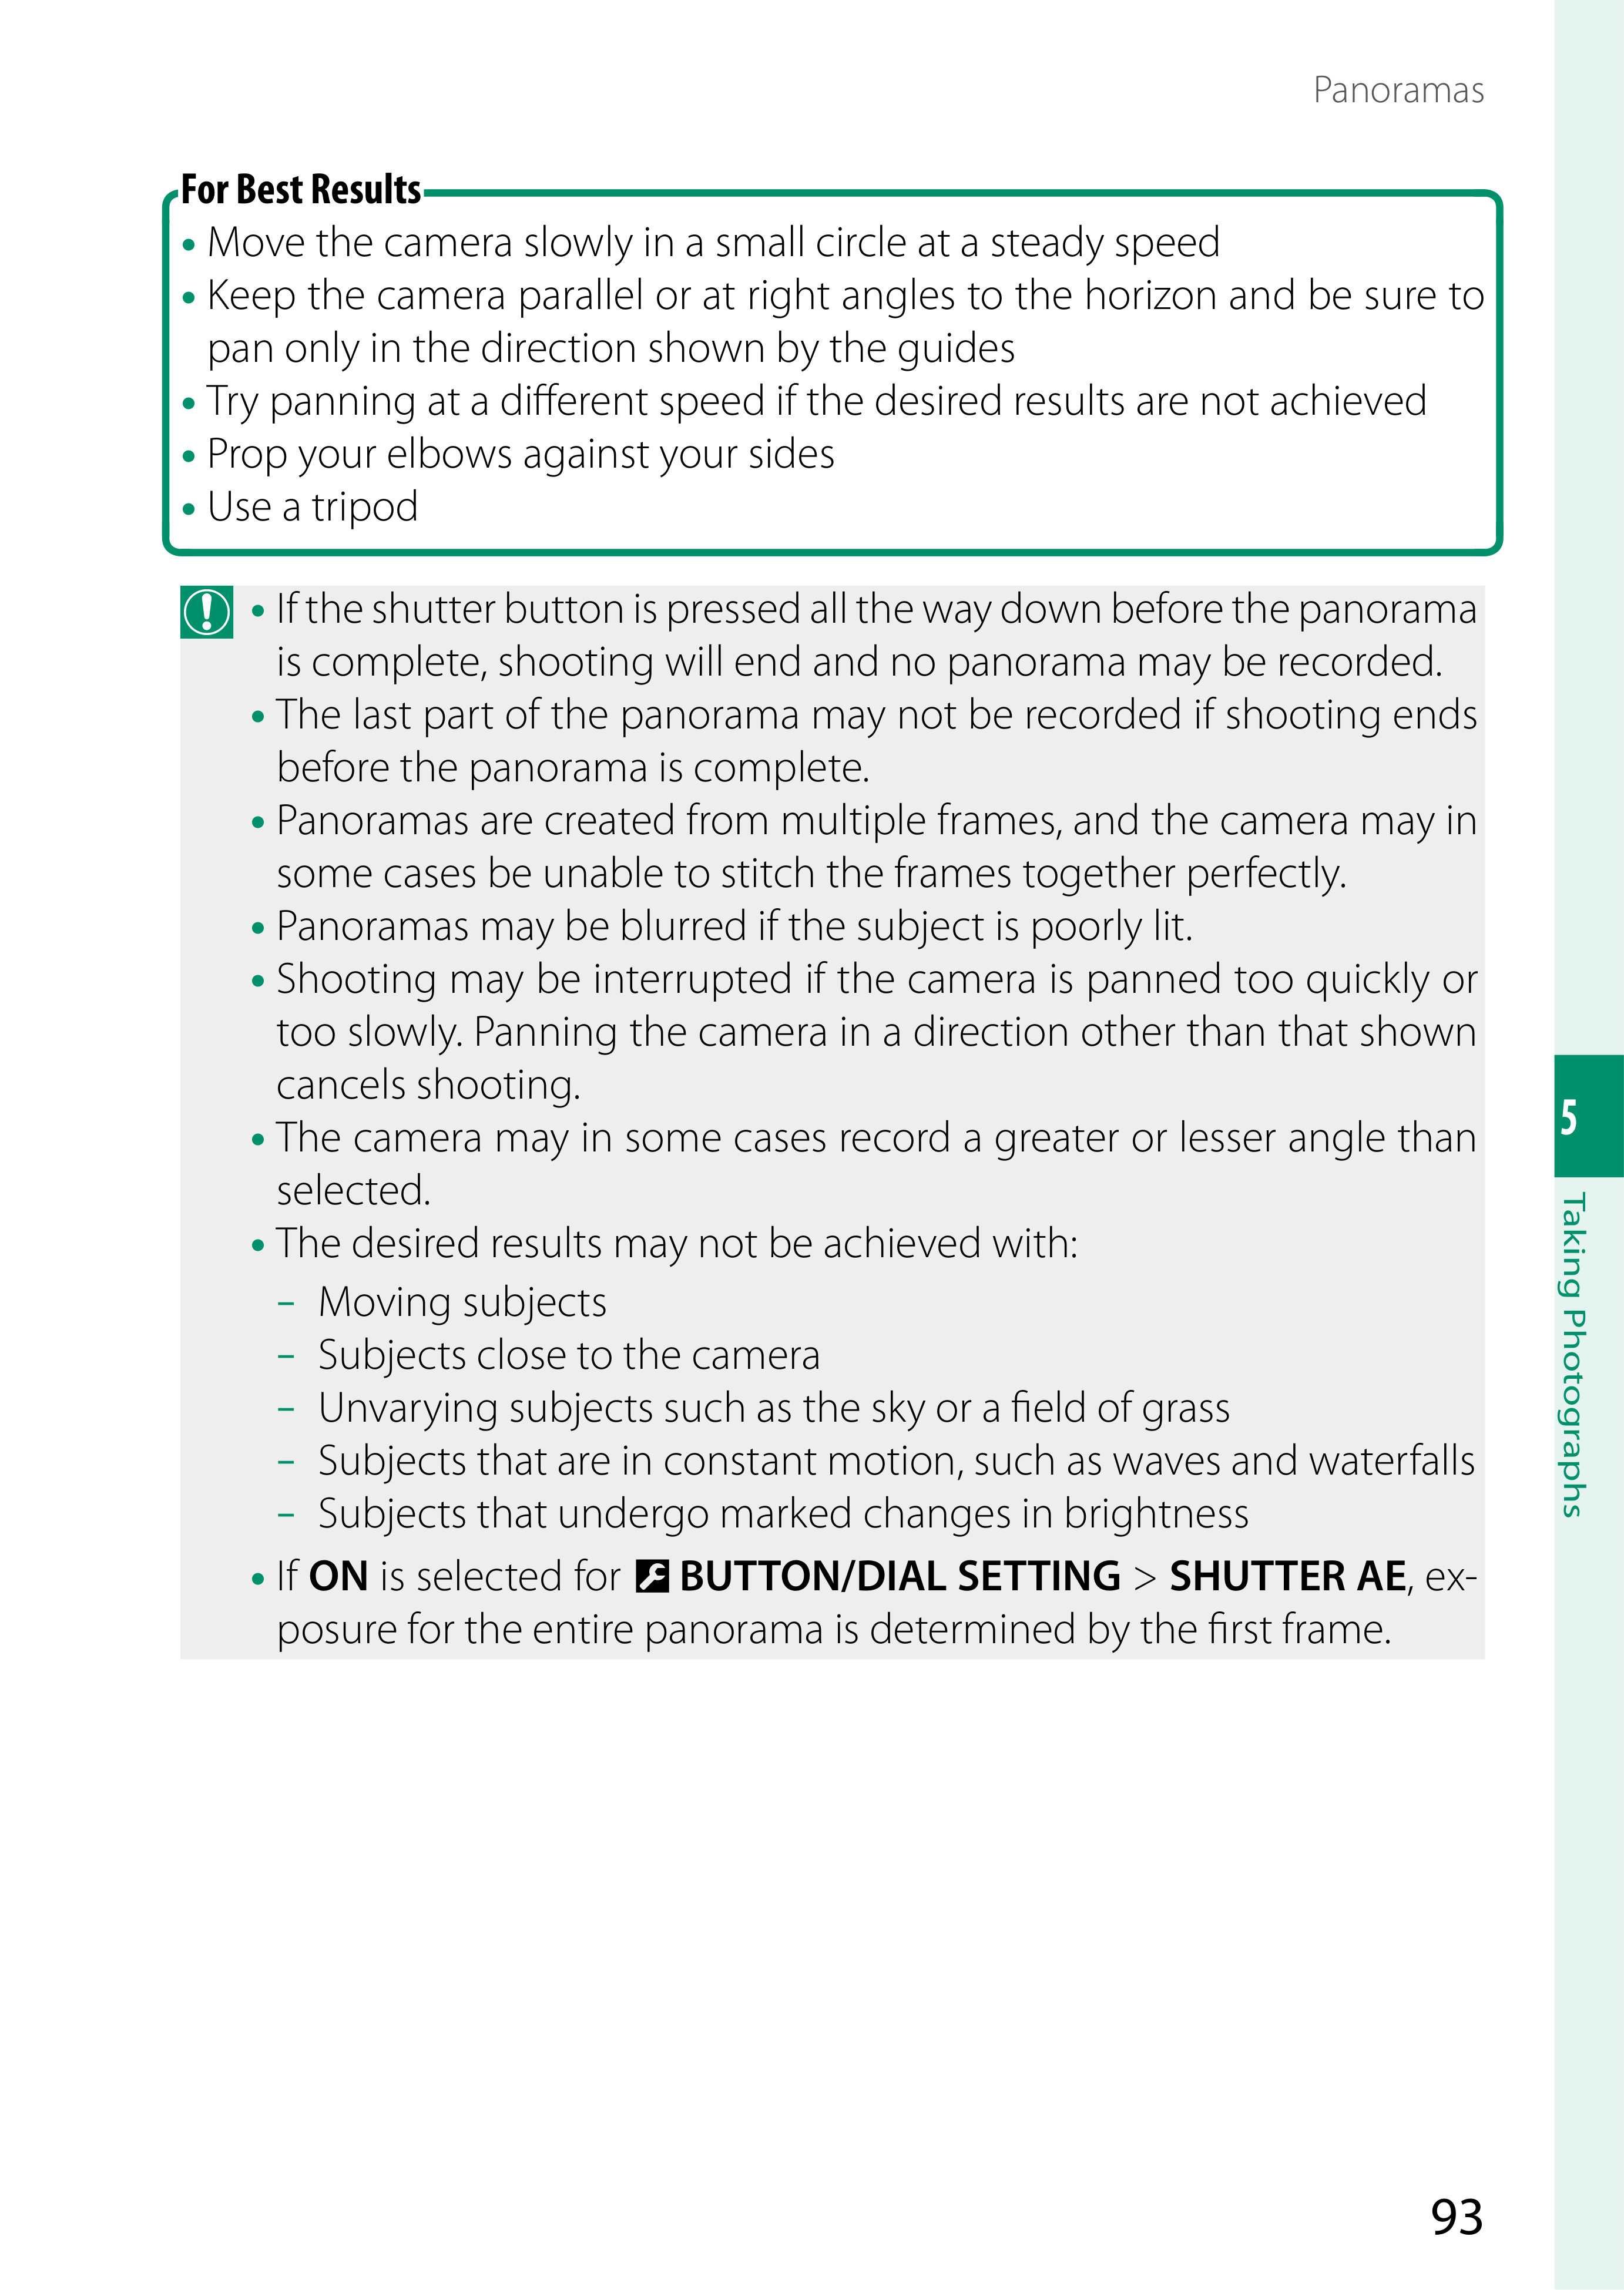 Panoramas
For Best Results
• Move the camera slowly in a small circle at a steady speed
• Keep the camera parallel or at right angles to the horizon and be sure to
pan only in the direction shown by the guides
• Try panning at a different speed if the desired results are not achieved
• Prop your elbows against your sides
• Use a tripod
• If the shutter button is pressed all the way down before the panorama
is complete, shooting will end and no panorama may be recorded.
• The last part of the panorama may not be recorded if shooting ends
before the panorama is complete.
• Panoramas are created from multiple frames, and the camera may in
some cases be unable to stitch the frames together perfectly.
• Panoramas may be blurred if the subject is poorly lit.
• Shooting may be interrupted if the camera is panned too quickly or
too slowly. Panning the camera in a direction other than that shown
cancels shooting.
• The camera may in some cases record a greater or lesser angle than
selected.
• The desired results may not be achieved with:
– Moving subjects
– Subjects close to the camera
– Unvarying subjects such as the sky or a field of grass
– Subjects that are in constant motion, such as waves and waterfalls
– Subjects that undergo marked changes in brightness
• If ON is selected for BUTTON/DIAL SETTING > SHUTTER AE, ex-
posure for the entire panorama is determined by the first frame.
5
Taking Photographs
93